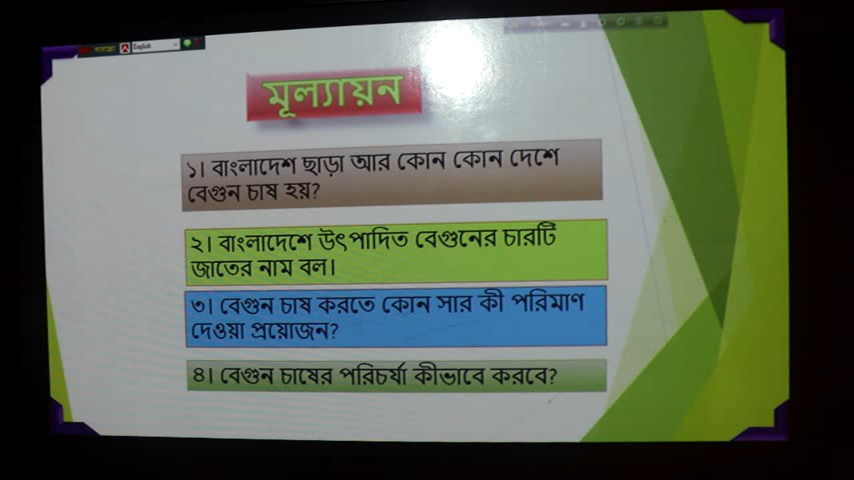 English
মূল্যায়ন
১। বাংলাদেশ ছাড়া আর কোন কোন দেশে
বেগুন চাষ হয়?
২। বাংলাদেশে উৎপাদিত বেগুনের চারটি
জাতের নাম বল।
৩। বেগুন চাষ করতে কোন সার কী পরিমাণ
দেওয়া প্রয়োজন?
৪। বেগুন চাষের পরিচর্যা কীভাবে করবে?